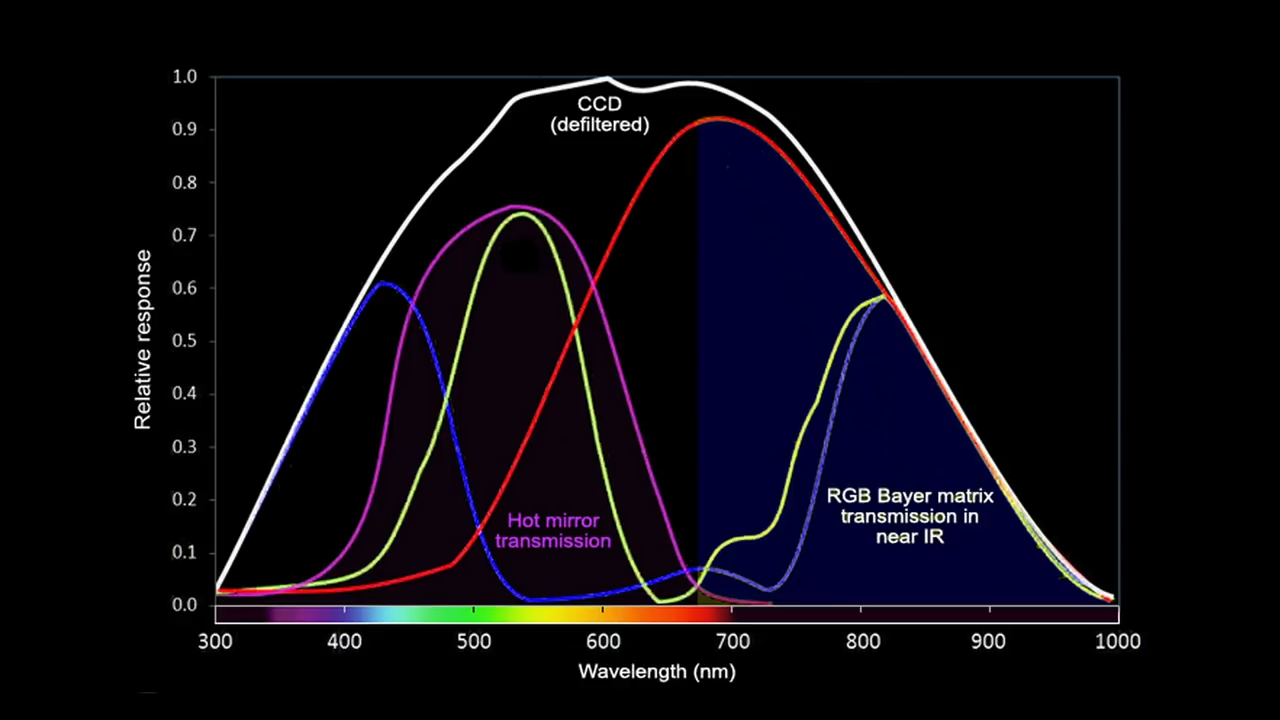 1.0
CCD
(defiltered)
0.9
0.8
0.7
0.6
0.5
0.4
0.3
0.2
0.1
0.0
Relative response
Hot mirror
transmission
RGB Bayer matrix
transmission in
near IR
300 400 500 600 700 800 900 1000
Wavelength (nm)